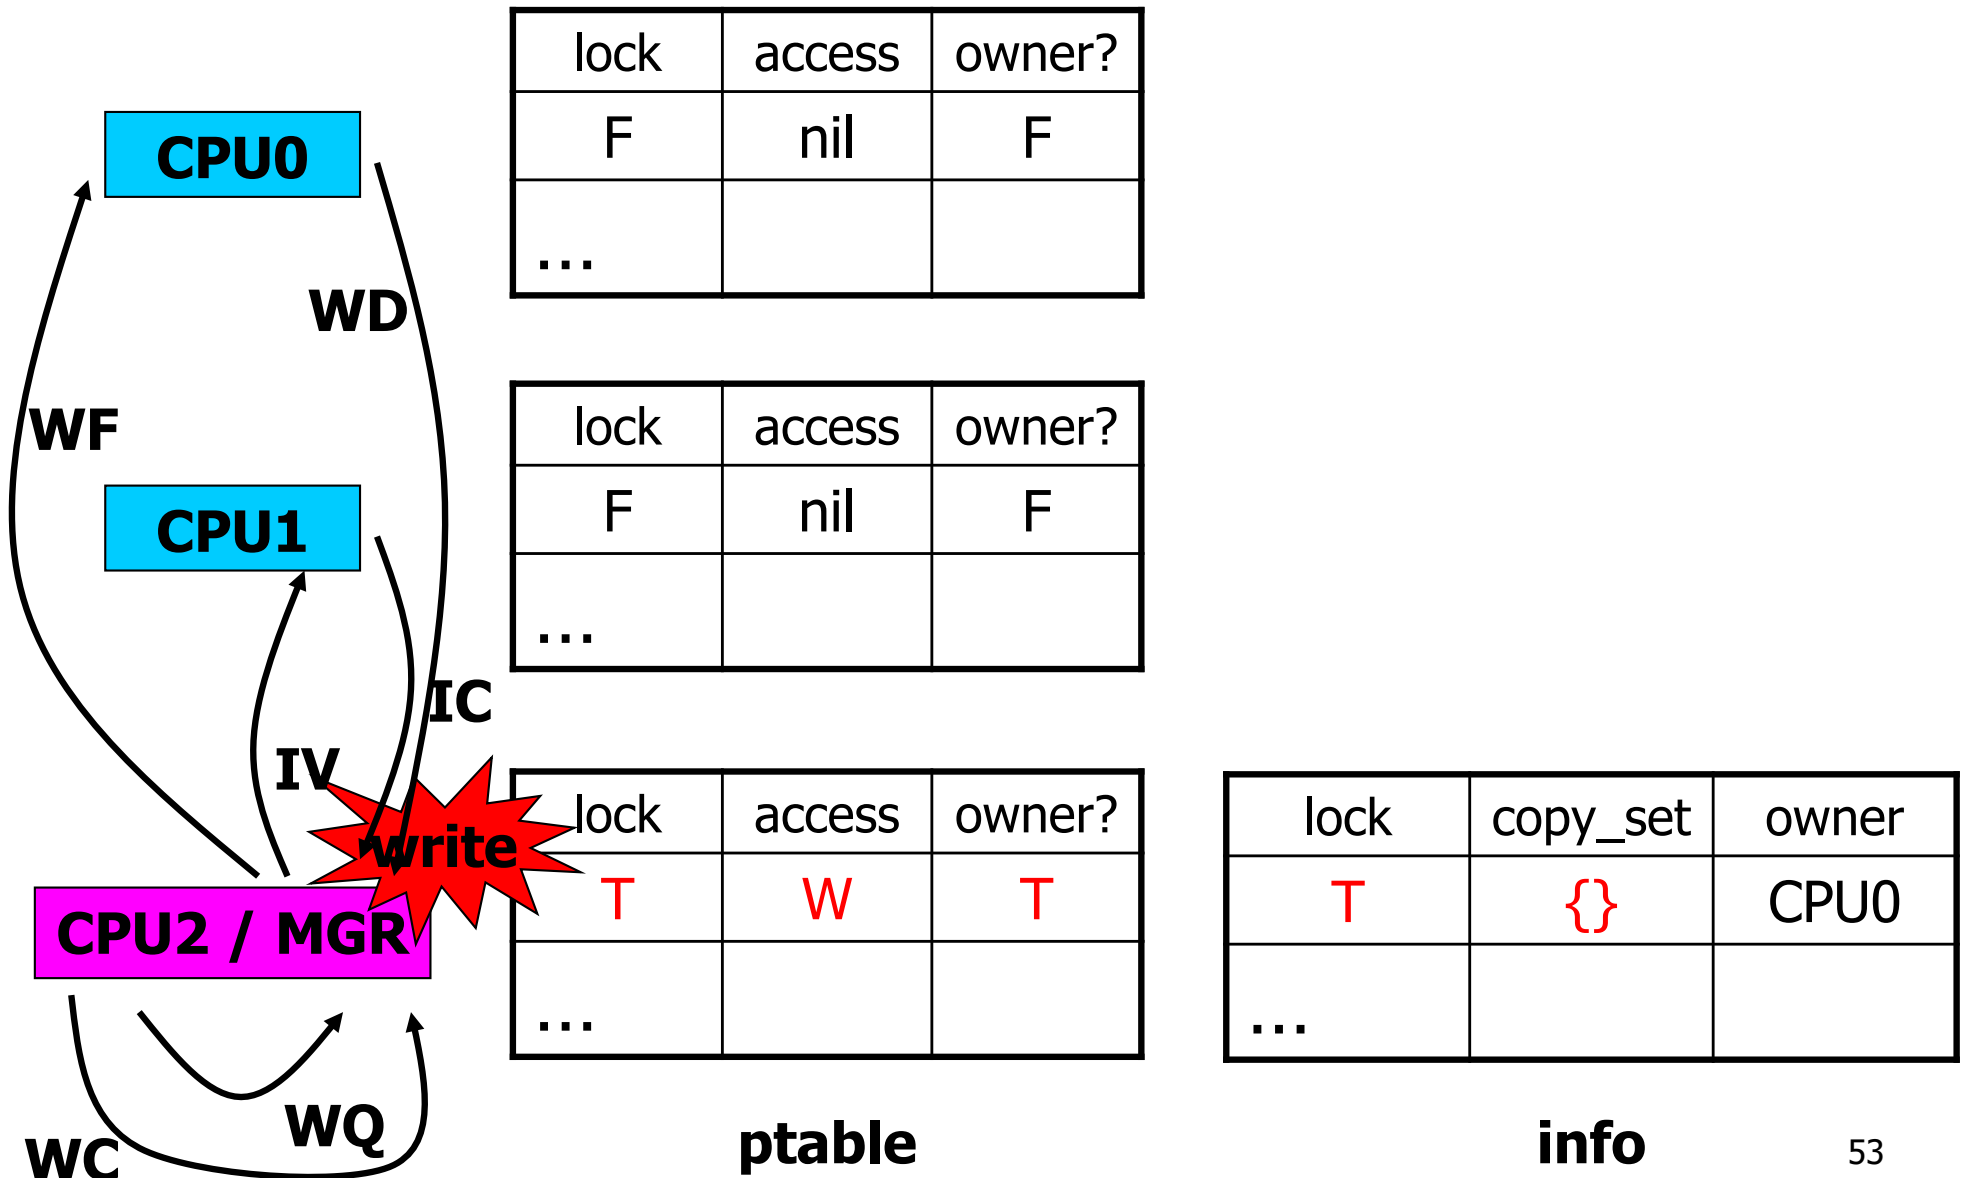 lock access owner?
CPU0
F nil F
...
WD
WF
lock access owner?
CPU1
F nil F
...
IC
IV
write
lock access owner?
T W T
...
CPU2 / MGR
lock copy_set owner
T {} CPU0
...
WQ
WC
ptable
info
53